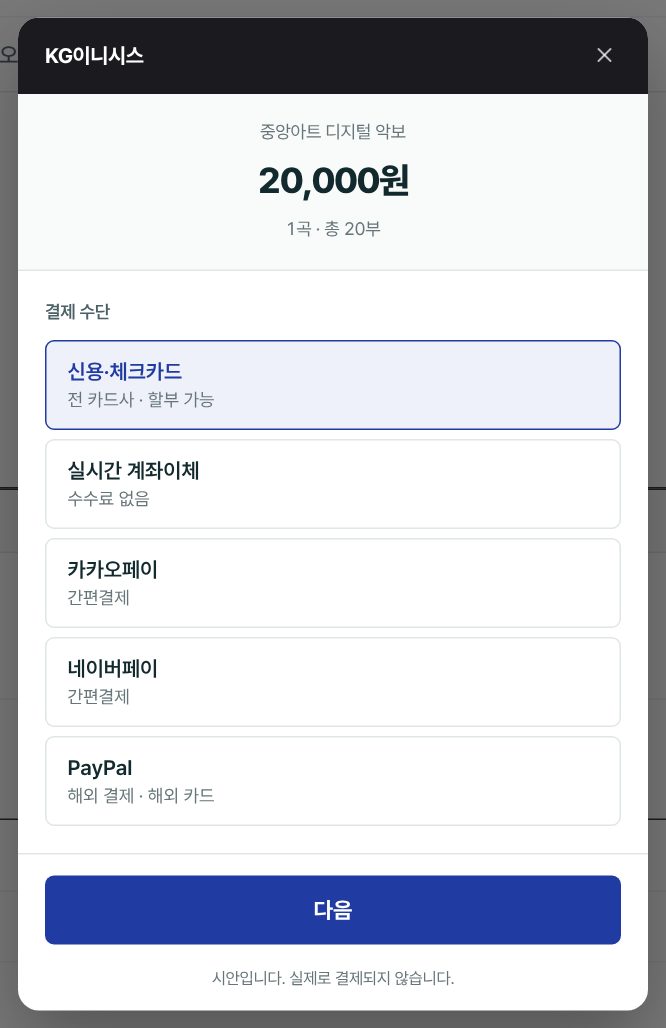 오
KG이니시스
중앙아트 디지털 악보
20,000원
1곡 · 총 20부
결제 수단
신용·체크카드
전 카드사 · 할부 가능
실시간 계좌이체
수수료 없음
카카오페이
간편결제
네이버페이
간편결제
PayPal
해외 결제 · 해외 카드
다음
시안입니다. 실제로 결제되지 않습니다.